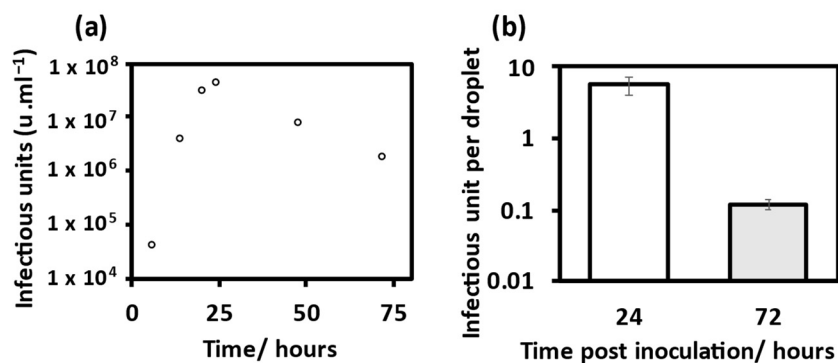 (a)
Infectious units (u .ml⁻¹)
1 x 10⁸
1 x 10⁷
1 x 10⁶
1 x 10⁵
1 x 10⁴
0
25
50
75
Time/ hours
(b)
Infectious unit per droplet
10
1
0.1
0.01
24
72
Time post inoculation/ hours